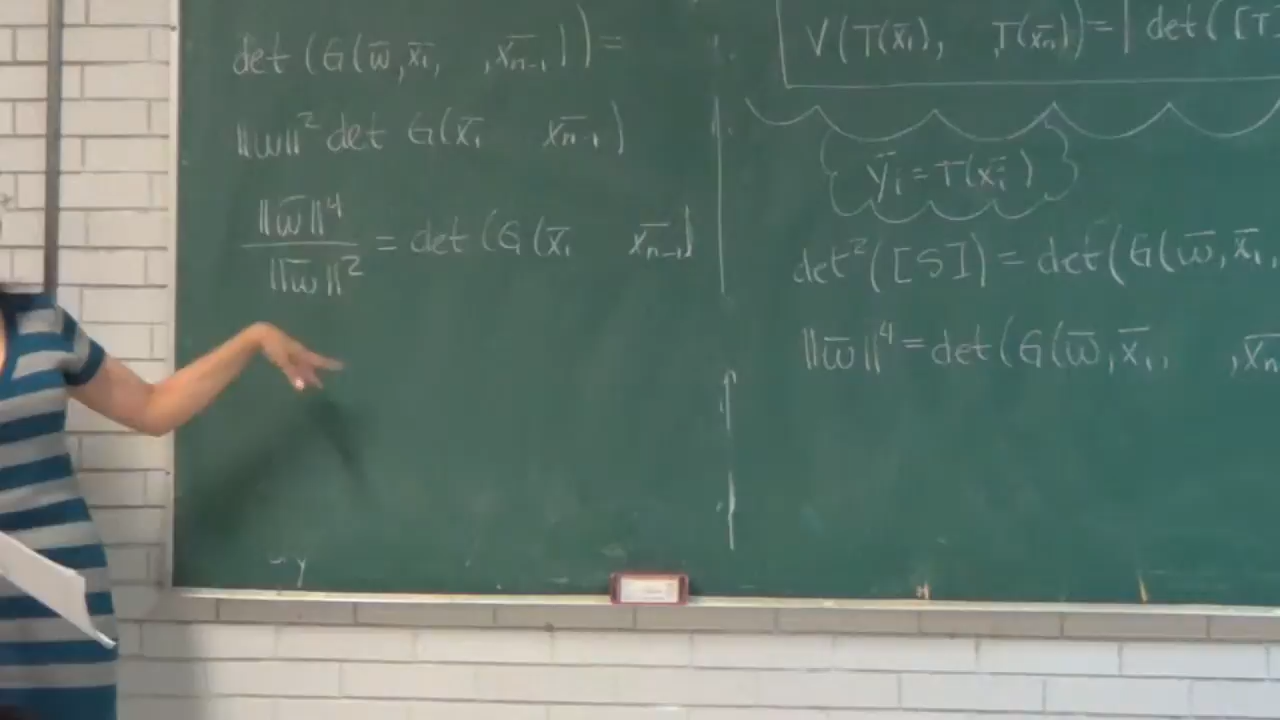 det (G(w̄, x̄₁, , x̄ₙ₋₁)) =
||w||² det G(x̄₁ x̄ₙ₋₁)
||w̄||⁴ / ||w̄||² = det (G(x̄₁ x̄ₙ₋₁)
~ y
V(T(x̄₁), , T(x̄ₙ)) = | det ([T
ȳᵢ = T(x̄ᵢ)
det²([S]) = det(G(w̄, x̄₁,
||w̄||⁴ = det(G(w̄, x̄₁, , x̄ₙ